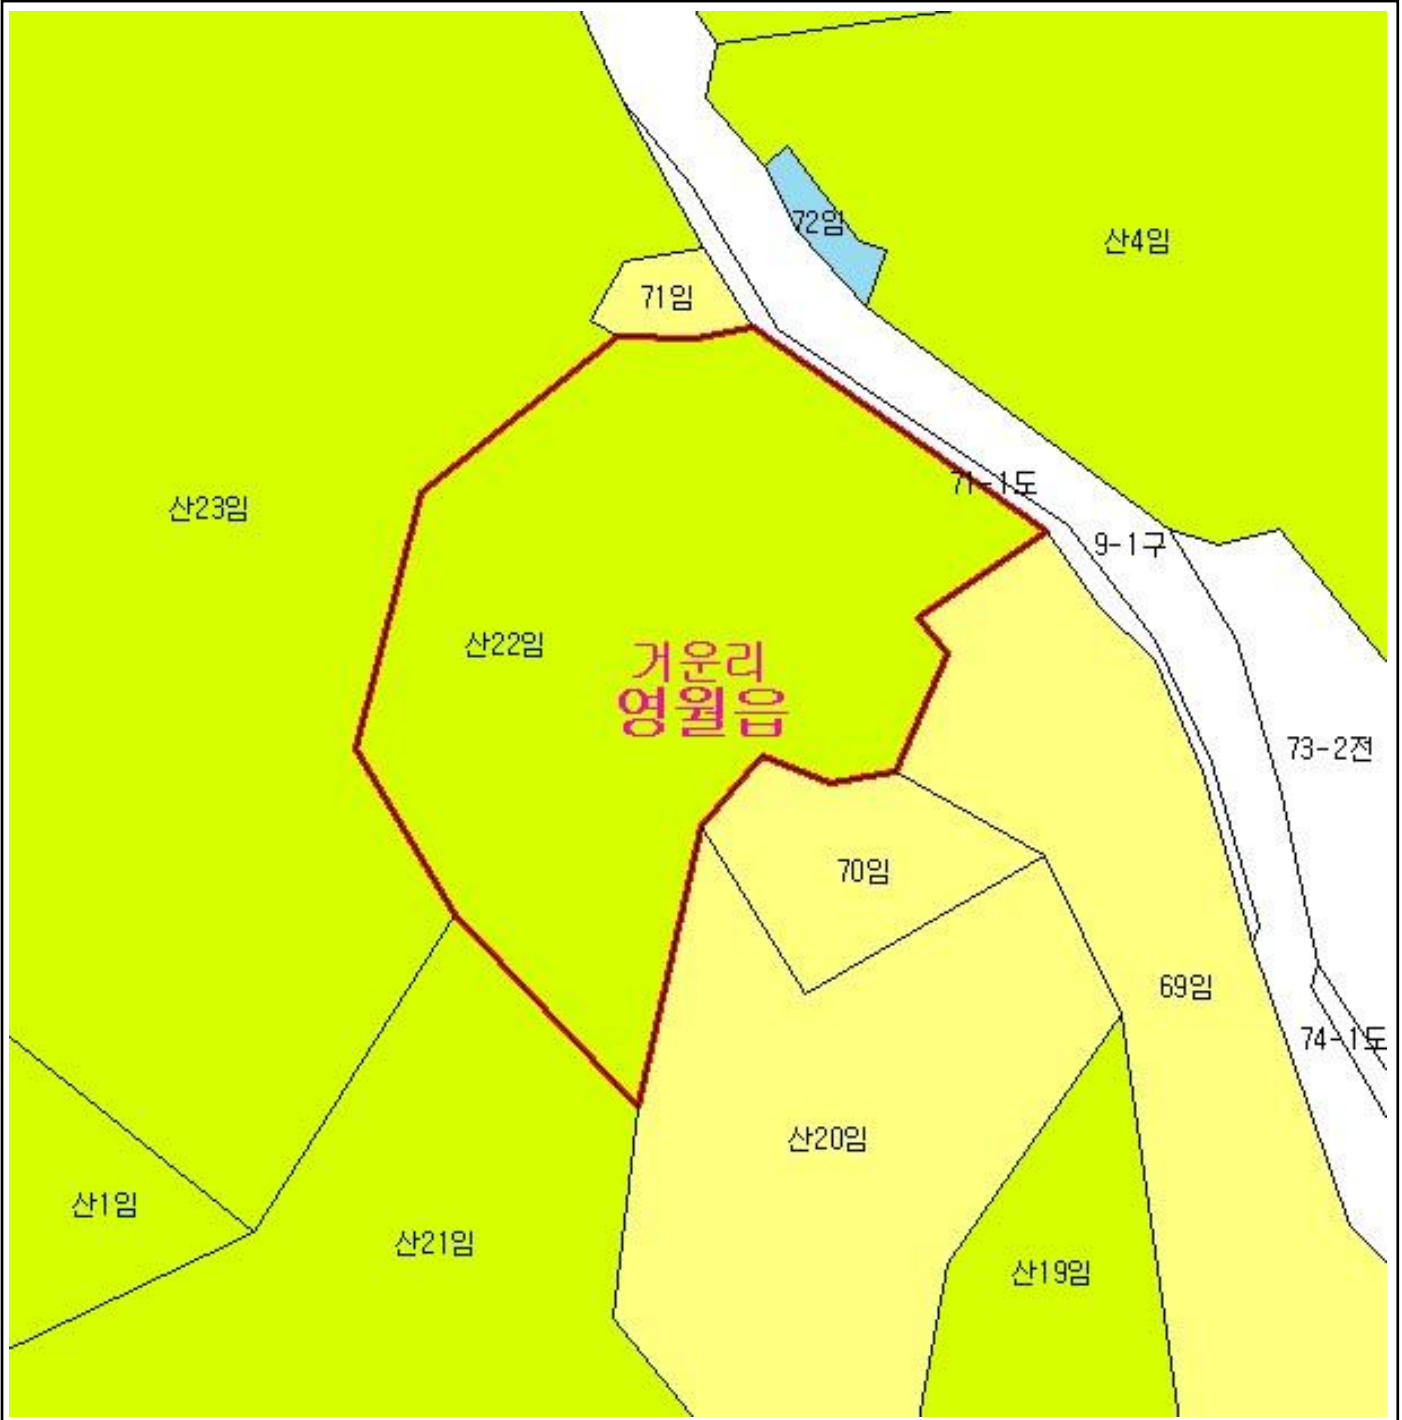 72임
산4임
71임
71-1도
산23임
9-1구
산22임
거운리
영월읍
73-2전
70임
69임
74-1도
산20임
산1임
산21임
산19임